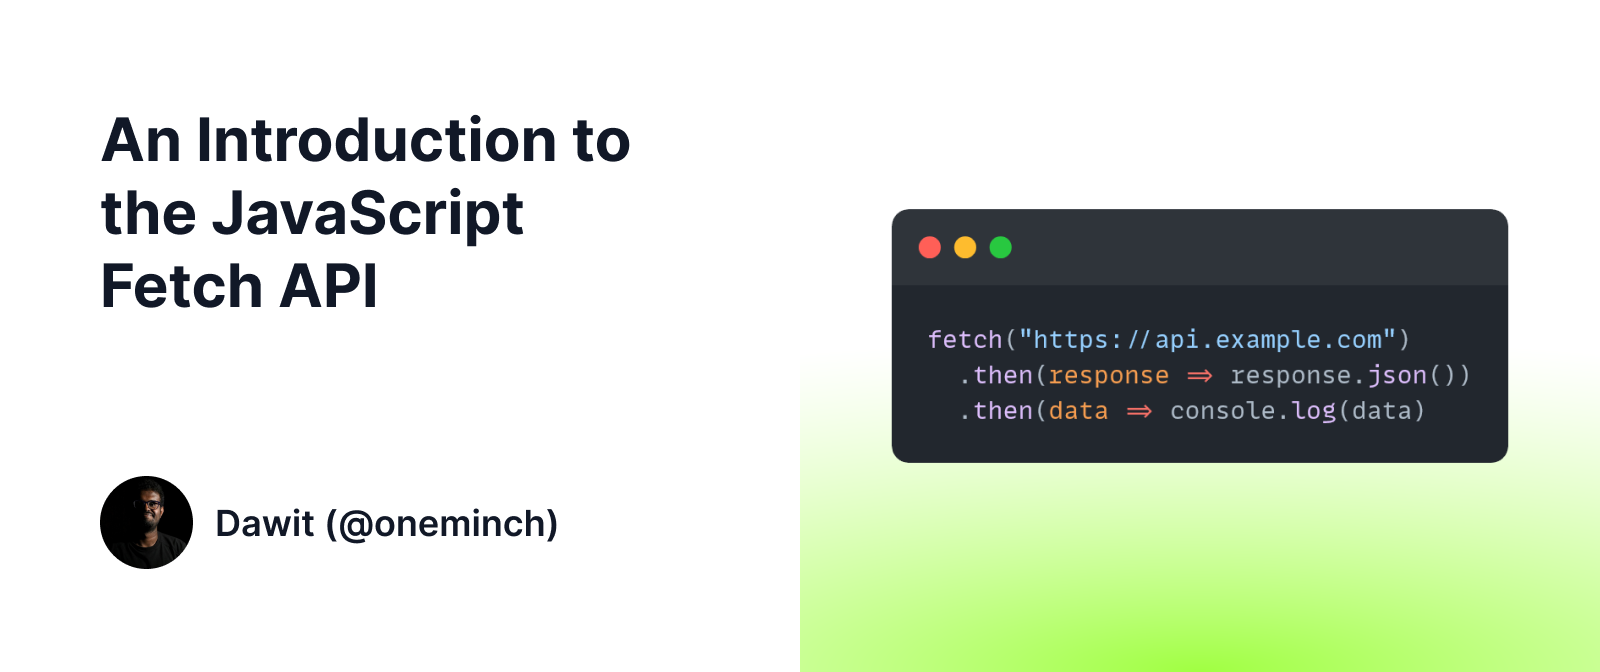 An Introduction to
the JavaScript
Fetch API
Dawit (@oneminch)
fetch("https://api.example.com")
.then(response => response.json())
.then(data => console.log(data)